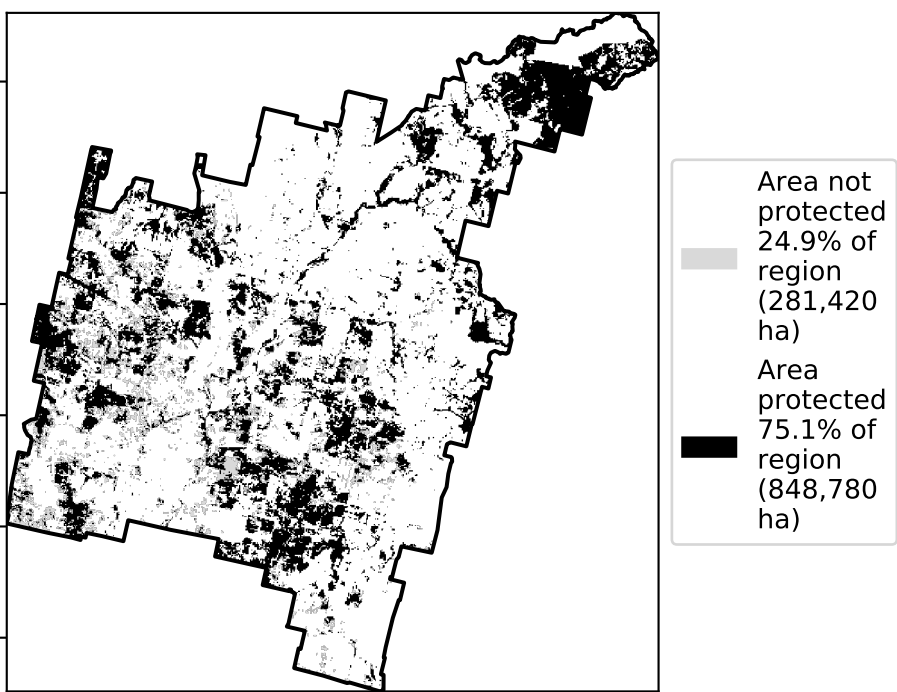 Area not
protected
24.9% of
region
(281,420
ha)
Area
protected
75.1% of
region
(848,780
ha)